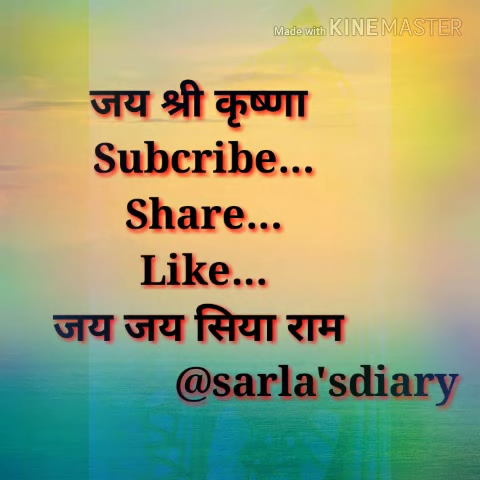 Made with KINEMASTER
जय श्री कृष्णा
Subcribe...
Share...
Like...
जय जय सिया राम
@sarla'sdiary